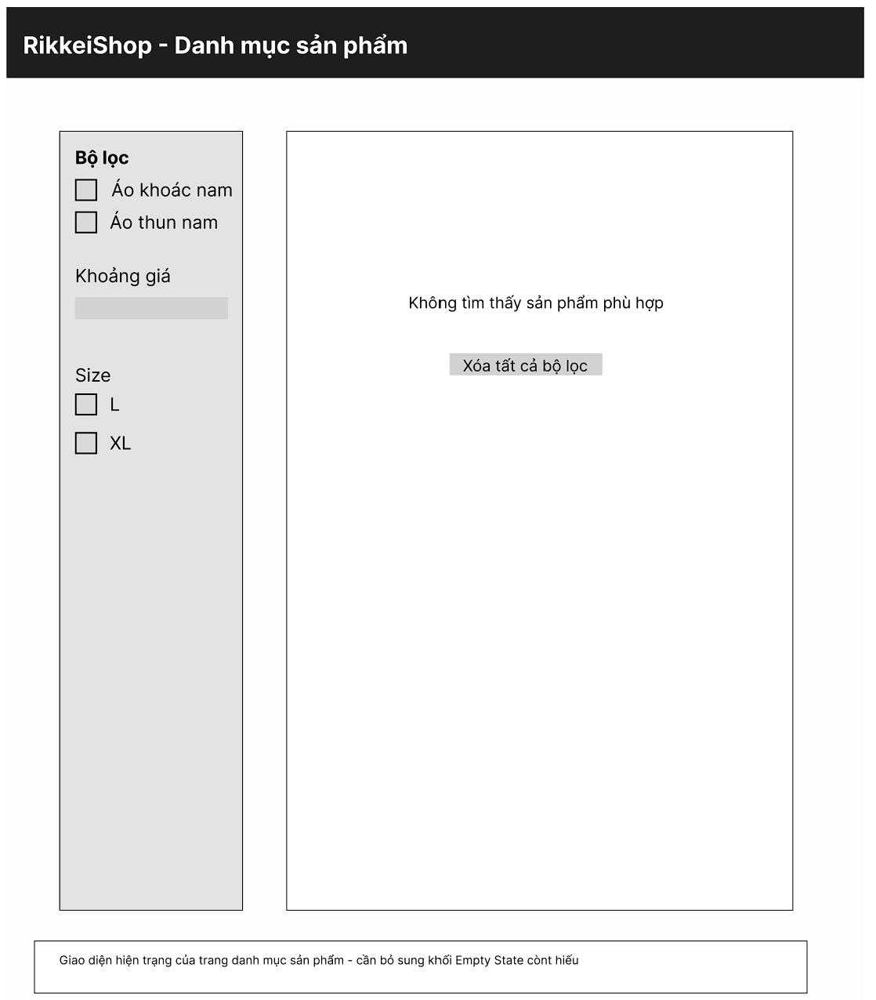 RikkeiShop - Danh mục sản phẩm
Bộ lọc
Áo khoác nam
Áo thun nam
Khoảng giá
Size
L
XL
Không tìm thấy sản phẩm phù hợp
Xóa tất cả bộ lọc
Giao diện hiện trạng của trang danh mục sản phẩm - cần bỏ sung khối Empty State cònt hiếu